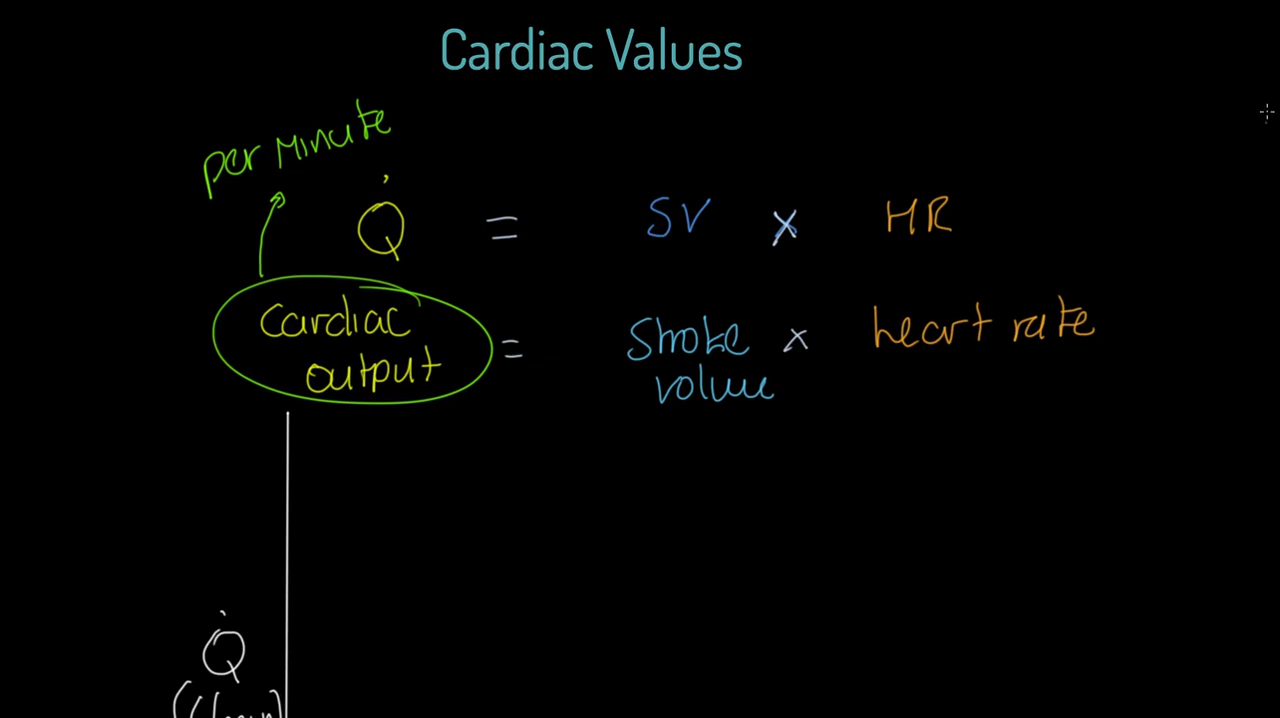 Cardiac Values
per minute
Q̇ = SV x HR
Cardiac output = Stroke volume x heart rate
Q̇